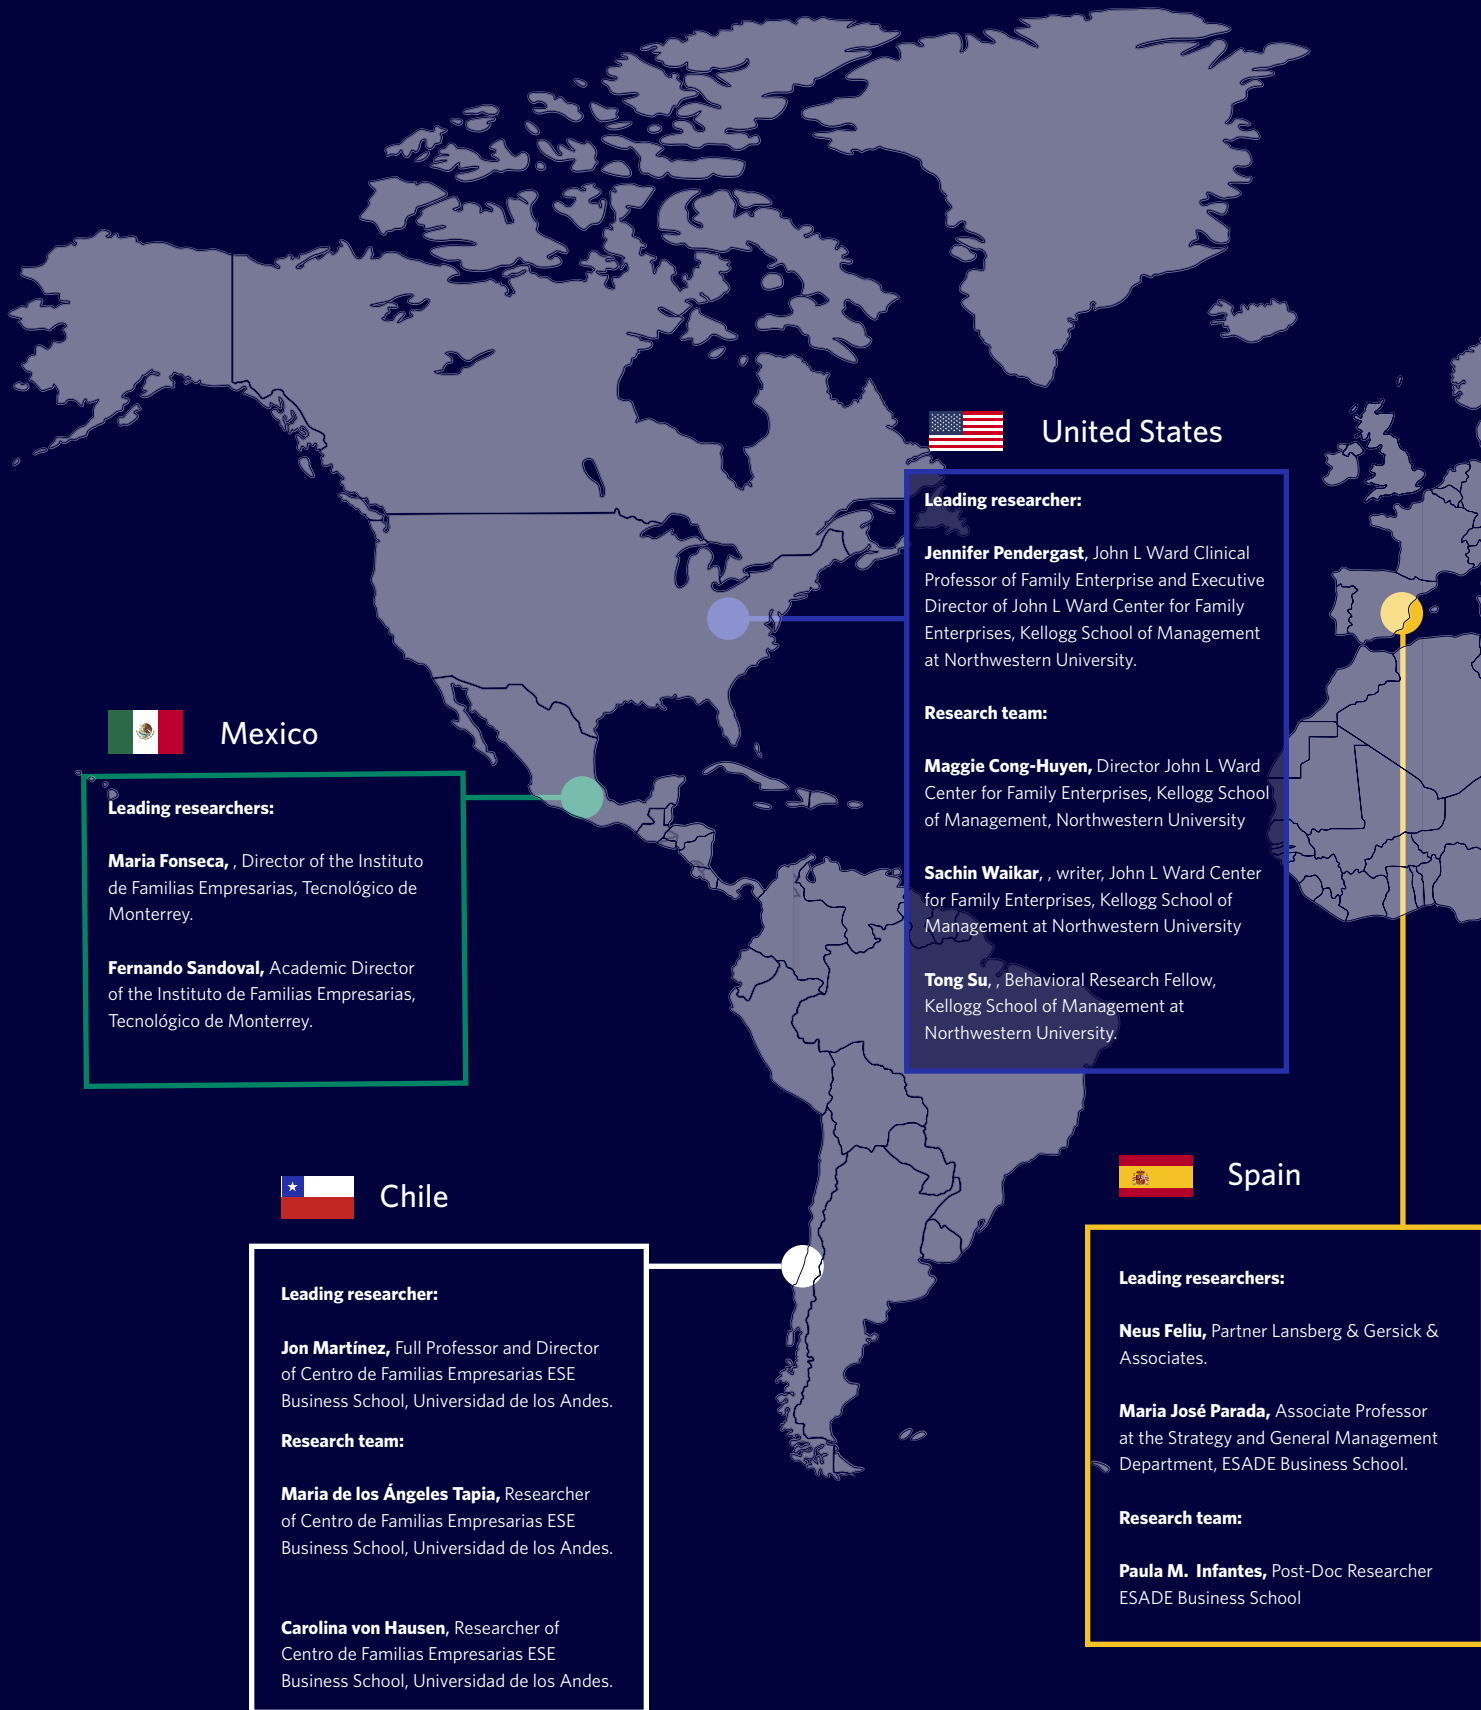 United States
Leading researcher:
Jennifer Pendergast, John L Ward Clinical
Professor of Family Enterprise and Executive
Director of John L Ward Center for Family
Enterprises, Kellogg School of Management
at Northwestern University.
Research team:
Maggie Cong-Huyen, Director John L Ward
Center for Family Enterprises, Kellogg School
of Management, Northwestern University
Sachin Waikar, , writer, John L Ward Center
for Family Enterprises, Kellogg School of
Management at Northwestern University
Tong Su, , Behavioral Research Fellow,
Kellogg School of Management at
Northwestern University.
Mexico
Leading researchers:
Maria Fonseca, , Director of the Instituto
de Familias Empresarias, Tecnológico de
Monterrey.
Fernando Sandoval, Academic Director
of the Instituto de Familias Empresarias,
Tecnológico de Monterrey.
Chile
Leading researcher:
Jon Martínez, Full Professor and Director
of Centro de Familias Empresarias ESE
Business School, Universidad de los Andes.
Research team:
Maria de los Ángeles Tapia, Researcher
of Centro de Familias Empresarias ESE
Business School, Universidad de los Andes.
Carolina von Hausen, Researcher of
Centro de Familias Empresarias ESE
Business School, Universidad de los Andes.
Spain
Leading researchers:
Neus Feliu, Partner Lansberg & Gersick &
Associates.
Maria José Parada, Associate Professor
at the Strategy and General Management
Department, ESADE Business School.
Research team:
Paula M. Infantes, Post-Doc Researcher
ESADE Business School